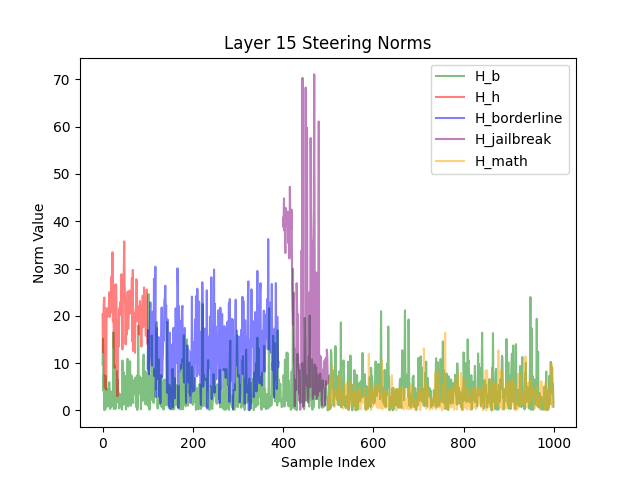 Layer 15 Steering Norms
Norm Value
70
60
50
40
30
20
10
0
H_b
H_h
H_borderline
H_jailbreak
H_math
0 200 400 600 800 1000
Sample Index